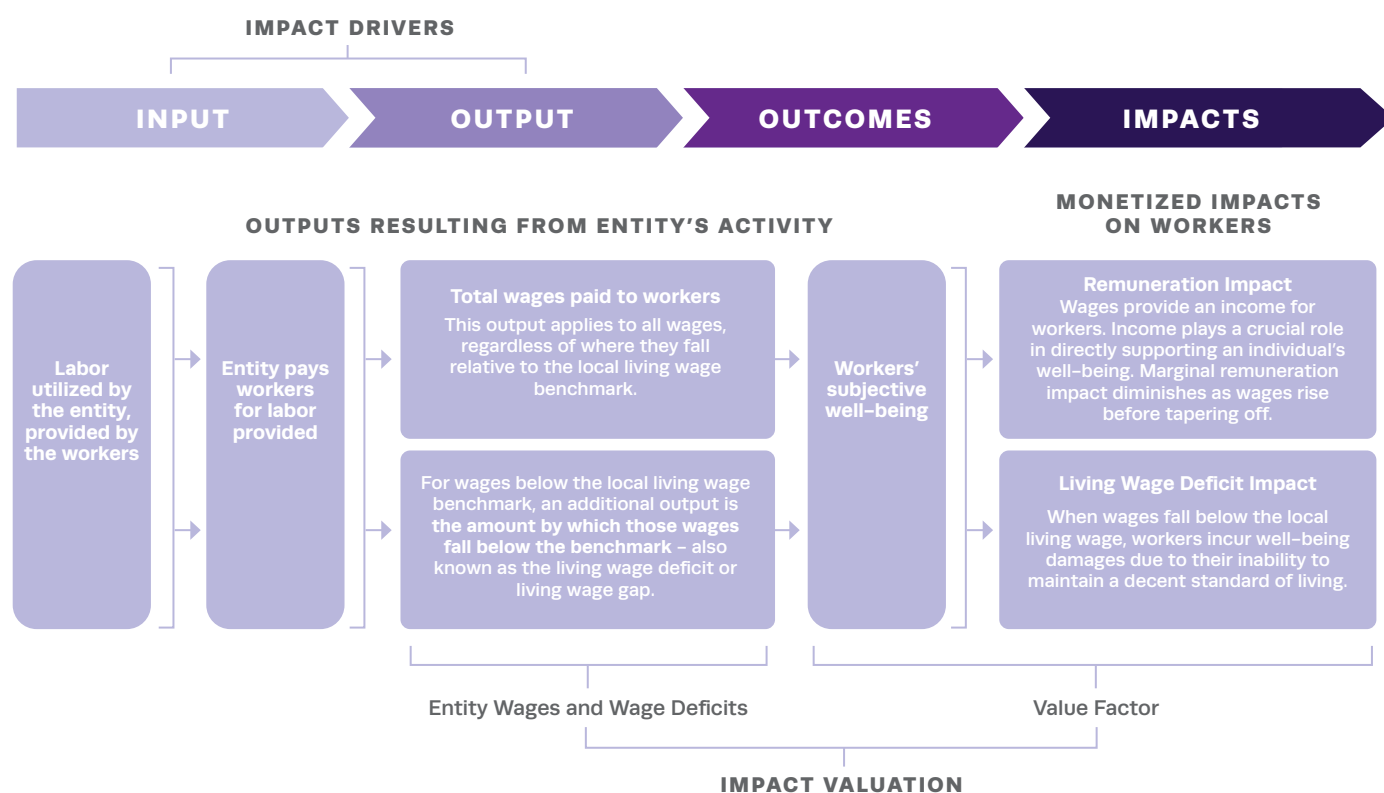 IMPACT DRIVERS
INPUT
OUTPUT
OUTCOMES
IMPACTS
OUTPUTS RESULTING FROM ENTITY’S ACTIVITY
MONETIZED IMPACTS
ON WORKERS
Labor
utilized by
the entity,
provided by
the workers
Entity pays
workers
for labor
provided
Total wages paid to workers
This output applies to all wages,
regardless of where they fall
relative to the local living wage
benchmark.
For wages below the local living wage
benchmark, an additional output is
the amount by which those wages
fall below the benchmark – also
known as the living wage deficit or
living wage gap.
Workers’
subjective
well–being
Remuneration Impact
Wages provide an income for
workers. Income plays a crucial role
in directly supporting an individual’s
well–being. Marginal remuneration
impact diminishes as wages rise
before tapering off.
Living Wage Deficit Impact
When wages fall below the local
living wage, workers incur well–being
damages due to their inability to
maintain a decent standard of living.
Entity Wages and Wage Deficits
Value Factor
IMPACT VALUATION